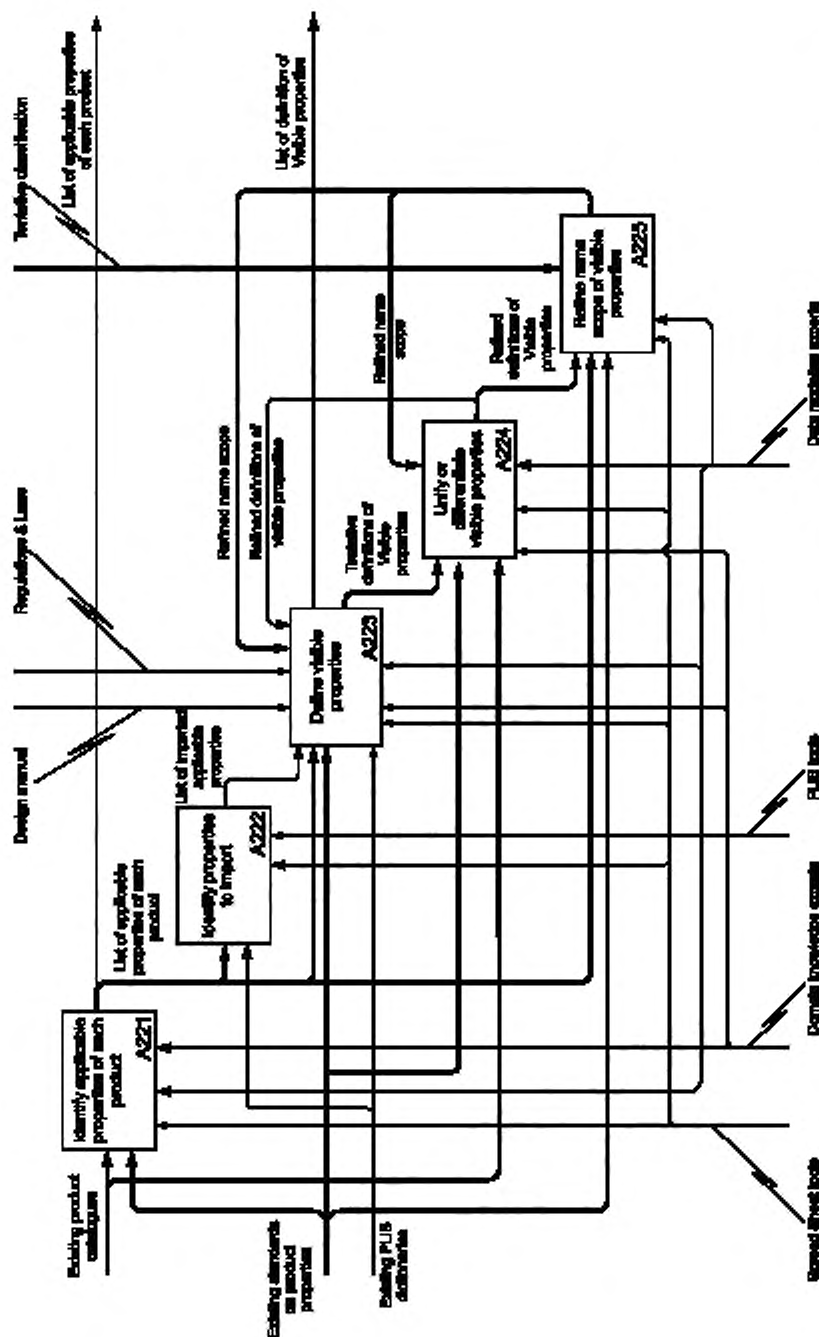 Design manual
Regulations & Laws
Tentative classification
List of applicable properties
of each product
List of definition of
Visible properties
Existing product
catalogues
Existing standards
on product
properties
Existing PLIB
dictionaries
Identify applicable
properties of each
product
A221
List of applicable
properties of each
product
Identify properties
to import
A222
List of imported
applicable
properties
Define visible
properties
A223
Refined name scope
Refined definitions of
visible properties
Tentative
definitions of
Visible
properties
Unify or
differentiate
visible properties
A224
Refined name
scope
Refined
definitions of
Visible
properties
Refine name
scope of visible
properties
A225
tools
Domain knowledge experts
PLIB tools
Data modeling experts